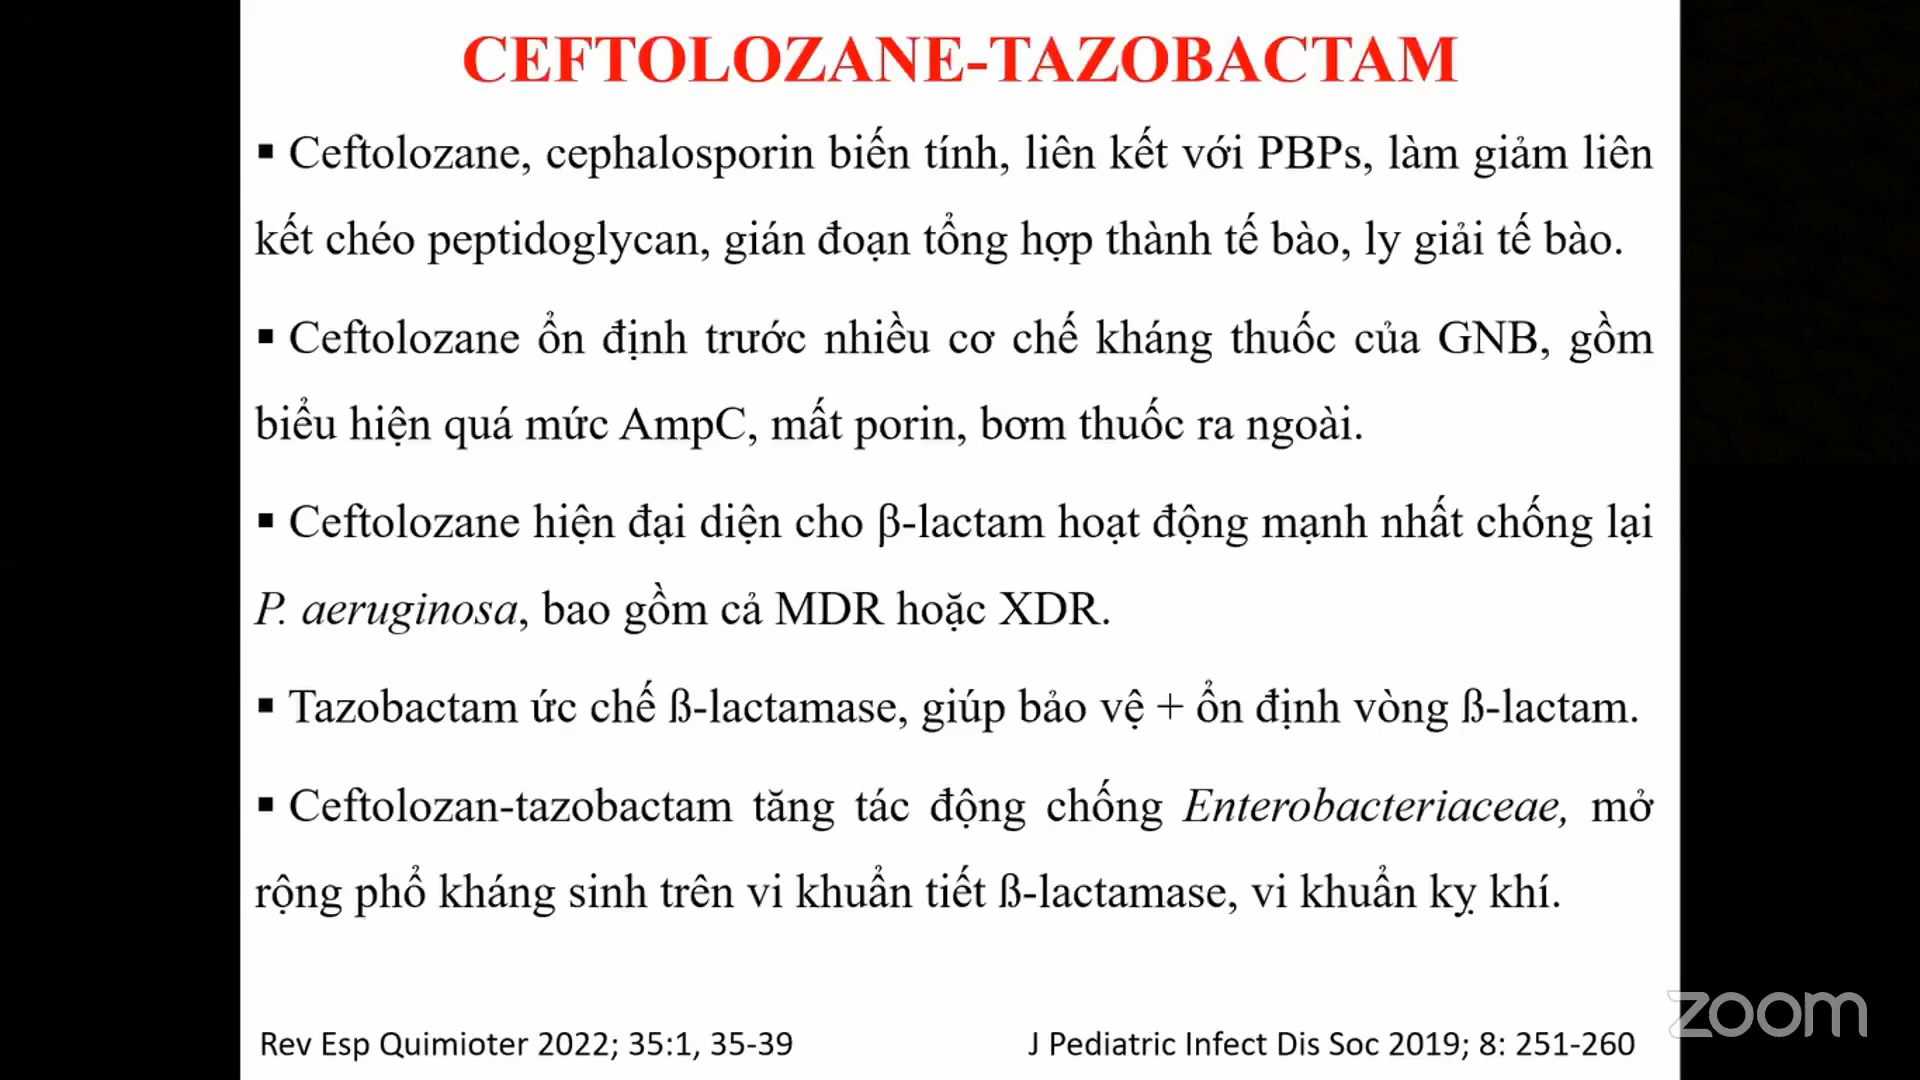 CEFTOLOZANE-TAZOBACTAM
▪ Ceftolozane, cephalosporin biến tính, liên kết với PBPs, làm giảm liên
kết chéo peptidoglycan, gián đoạn tổng hợp thành tế bào, ly giải tế bào.
▪ Ceftolozane ổn định trước nhiều cơ chế kháng thuốc của GNB, gồm
biểu hiện quá mức AmpC, mất porin, bơm thuốc ra ngoài.
▪ Ceftolozane hiện đại diện cho β-lactam hoạt động mạnh nhất chống lại
P. aeruginosa, bao gồm cả MDR hoặc XDR.
▪ Tazobactam ức chế ß-lactamase, giúp bảo vệ + ổn định vòng ß-lactam.
▪ Ceftolozan-tazobactam tăng tác động chống Enterobacteriaceae, mở
rộng phổ kháng sinh trên vi khuẩn tiết ß-lactamase, vi khuẩn kỵ khí.
Rev Esp Quimioter 2022; 35:1, 35-39
J Pediatric Infect Dis Soc 2019; 8: 251-260
zoom